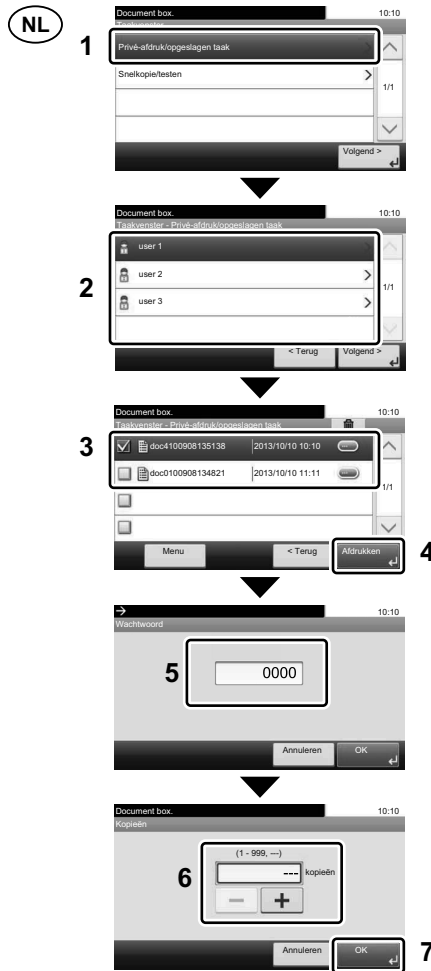 NL
Document box. 10:10
Taakvenster
1 Privé-afdruk/opgeslagen taak
Snelkopie/testen
1/1
Volgend >
Document box. 10:10
Taakvenster - Privé-afdruk/opgeslagen taak
user 1
2 user 2
1/1
user 3
< Terug Volgend >
Document box. 10:10
Taakvenster - Privé-afdruk/opgeslagen taak
3 doc4100908135138 2013/10/10 10:10
doc0100908134821 2013/10/10 11:11
1/1
Menu < Terug Afdrukken 4
10:10
Wachtwoord
5 0000
Annuleren OK
Document box. 10:10
Kopieën
(1 - 999, ---)
6 --- kopieën
Annuleren OK 7